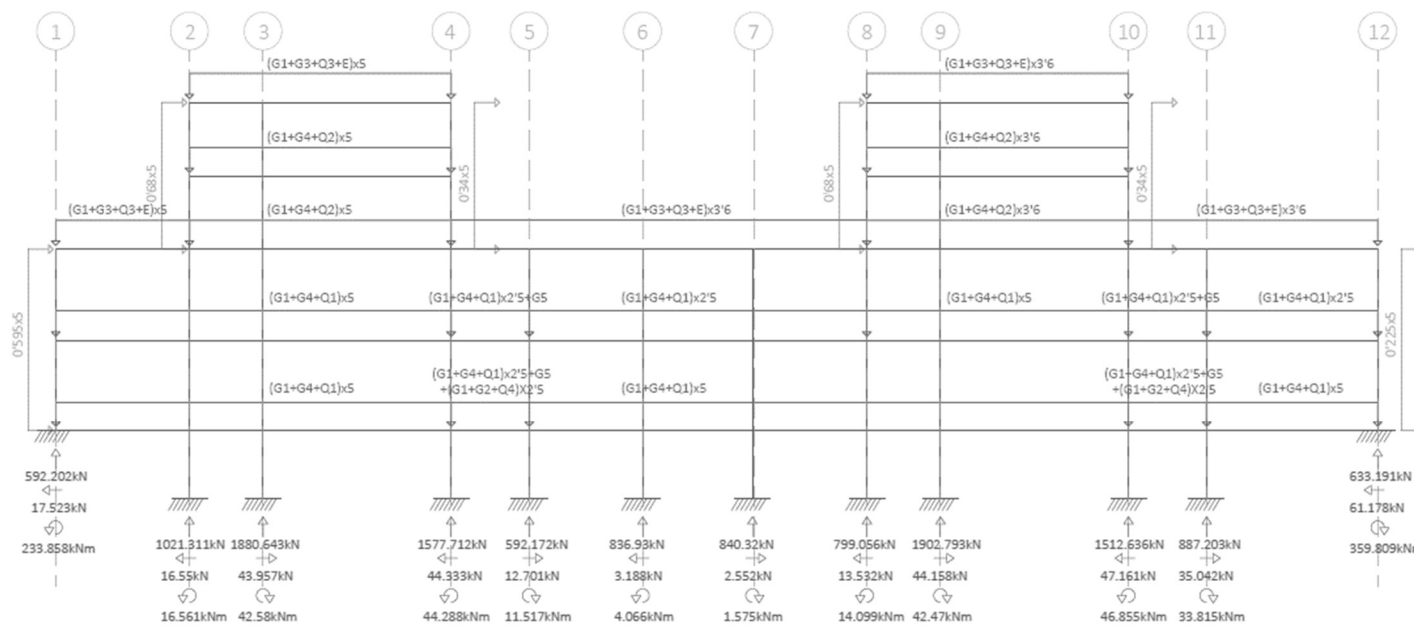 1 2 3 4 5 6 7 8 9 10 11 12
(G1+G3+Q3+E)x5 (G1+G3+Q3+E)x3'6
(G1+G4+Q2)x5 (G1+G4+Q2)x3'6
0'68x5 0'34x5 0'68x5 0'34x5
(G1+G3+Q3+E)x5 (G1+G4+Q2)x5 (G1+G3+Q3+E)x3'6 (G1+G4+Q2)x3'6 (G1+G3+Q3+E)x3'6
(G1+G4+Q1)x5 (G1+G4+Q1)x2'5+G5 (G1+G4+Q1)x2'5 (G1+G4+Q1)x5 (G1+G4+Q1)x2'5+G5 (G1+G4+Q1)x2'5
0'595x5 0'225x5
(G1+G4+Q1)x2'5+G5 (G1+G4+Q1)x2'5+G5
(G1+G4+Q1)x5 +(G1+G2+Q4)X2'5 (G1+G4+Q1)x5 +(G1+G2+Q4)X2'5 (G1+G4+Q1)x5
592.202kN 633.191kN
17.523kN 61.178kN
233.858kNm 359.809kNm
1021.311kN 1880.643kN 1577.712kN 592.172kN 836.93kN 840.32kN 799.056kN 1902.793kN 1512.636kN 887.203kN
16.55kN 43.957kN 44.333kN 12.701kN 3.188kN 2.552kN 13.532kN 44.158kN 47.161kN 35.042kN
16.561kNm 42.58kNm 44.288kNm 11.517kNm 4.066kNm 1.575kNm 14.099kNm 42.47kNm 46.855kNm 33.815kNm